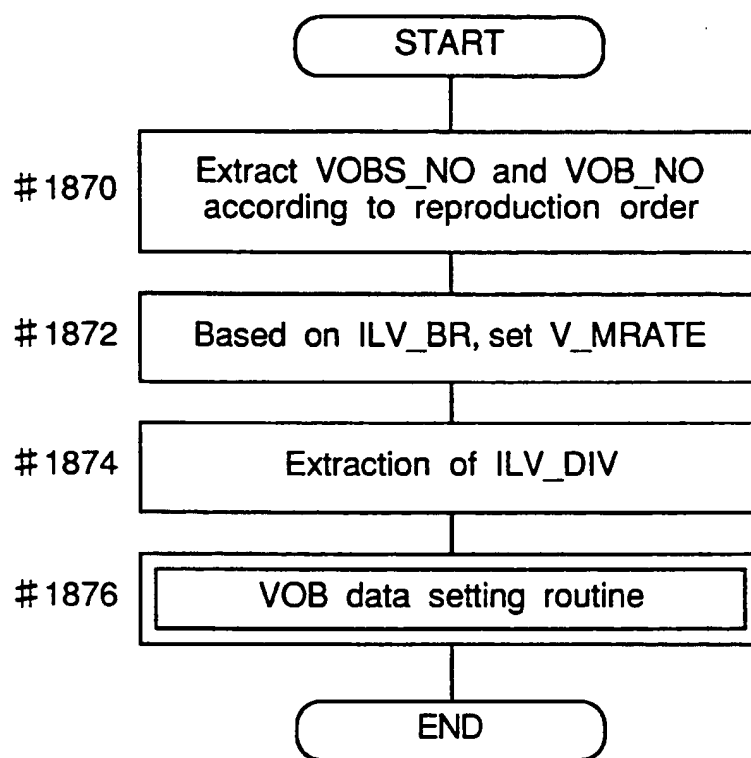 START
#1870 Extract VOBS_NO and VOB_NO
according to reproduction order
#1872 Based on ILV_BR, set V_MRATE
#1874 Extraction of ILV_DIV
#1876 VOB data setting routine
END